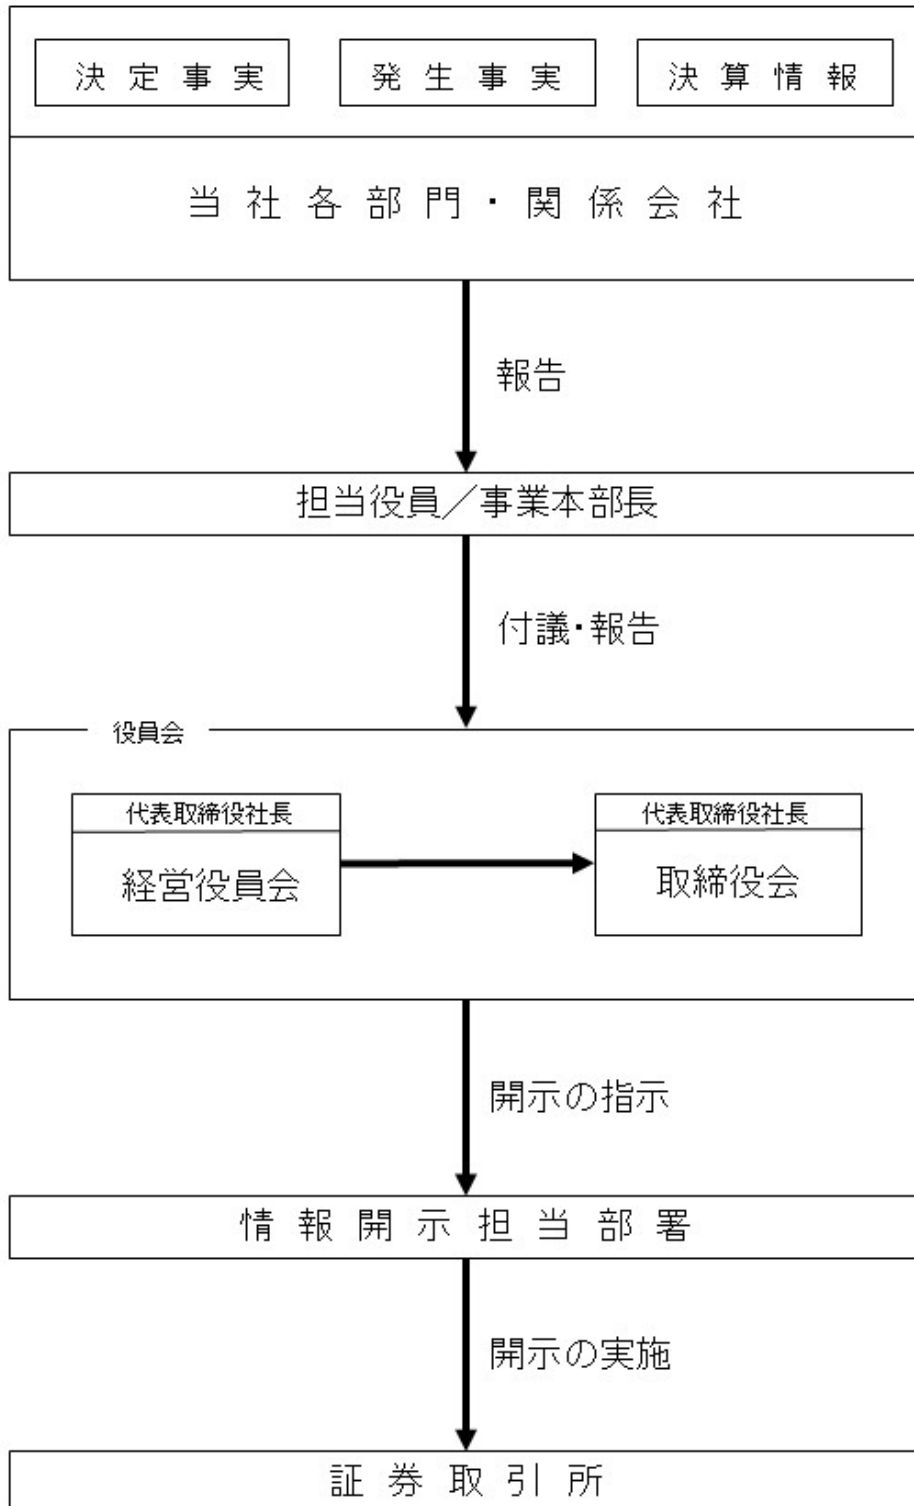 決定事実
発生事実
決算情報
当社各部門・関係会社
報告
担当役員／事業本部長
付議・報告
役員会
代表取締役社長
経営役員会
代表取締役社長
取締役会
開示の指示
情報開示担当部署
開示の実施
証券取引所